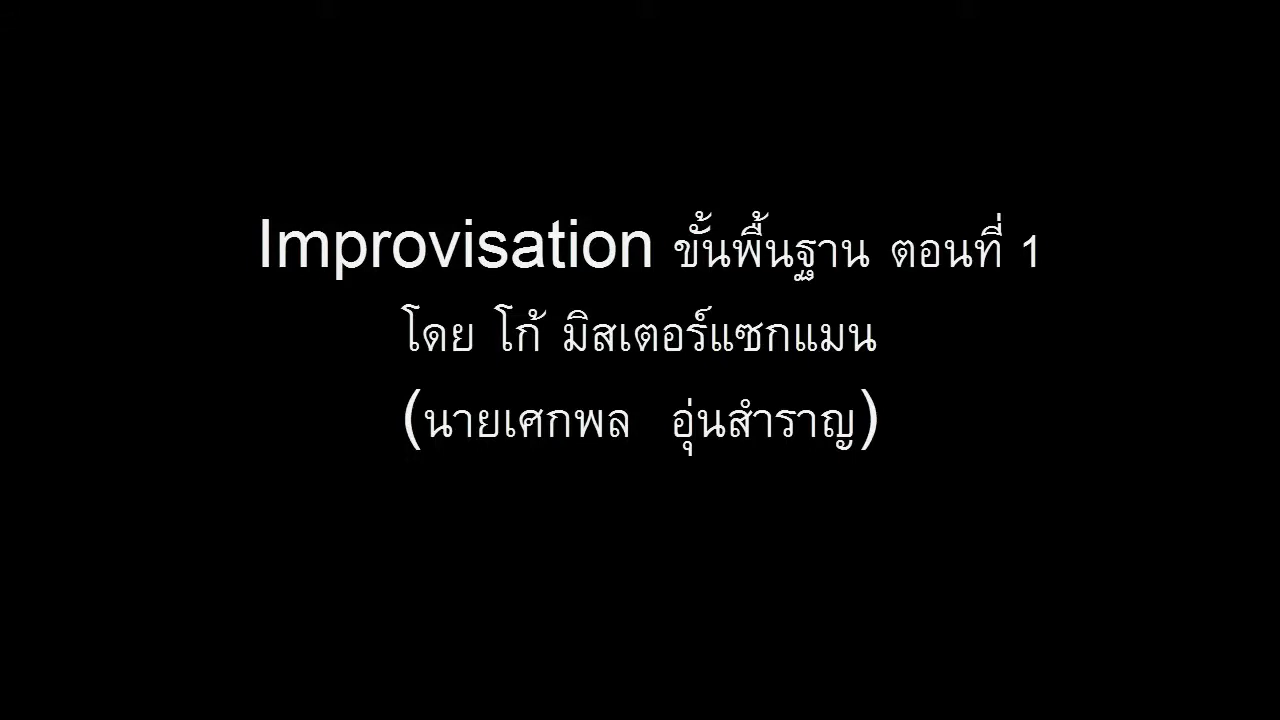 Improvisation ขั้นพื้นฐาน ตอนที่ 1
โดย โก้ มิสเตอร์แซกแมน
(นายเศกพล อุ่นสำราญ)